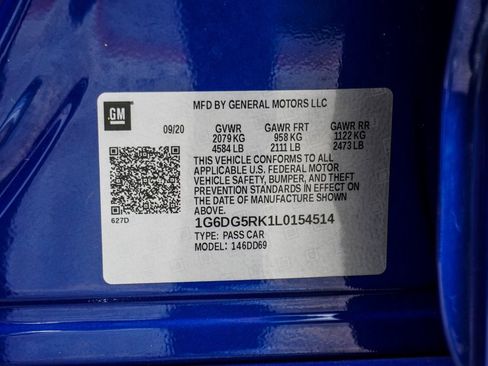 GM
MFD BY GENERAL MOTORS LLC
09/20 GVWR GAWR FRT GAWR RR
2079 KG 958 KG 1122 KG
4584 LB 2111 LB 2473 LB
THIS VEHICLE CONFORMS TO ALL
APPLICABLE U.S. FEDERAL MOTOR
VEHICLE SAFETY, BUMPER, AND THEFT
PREVENTION STANDARDS IN EFFECT ON
THE DATE OF MANUFACTURE SHOWN
ABOVE.
627D
1G6DG5RK1L0154514
TYPE: PASS CAR
MODEL: 146DD69